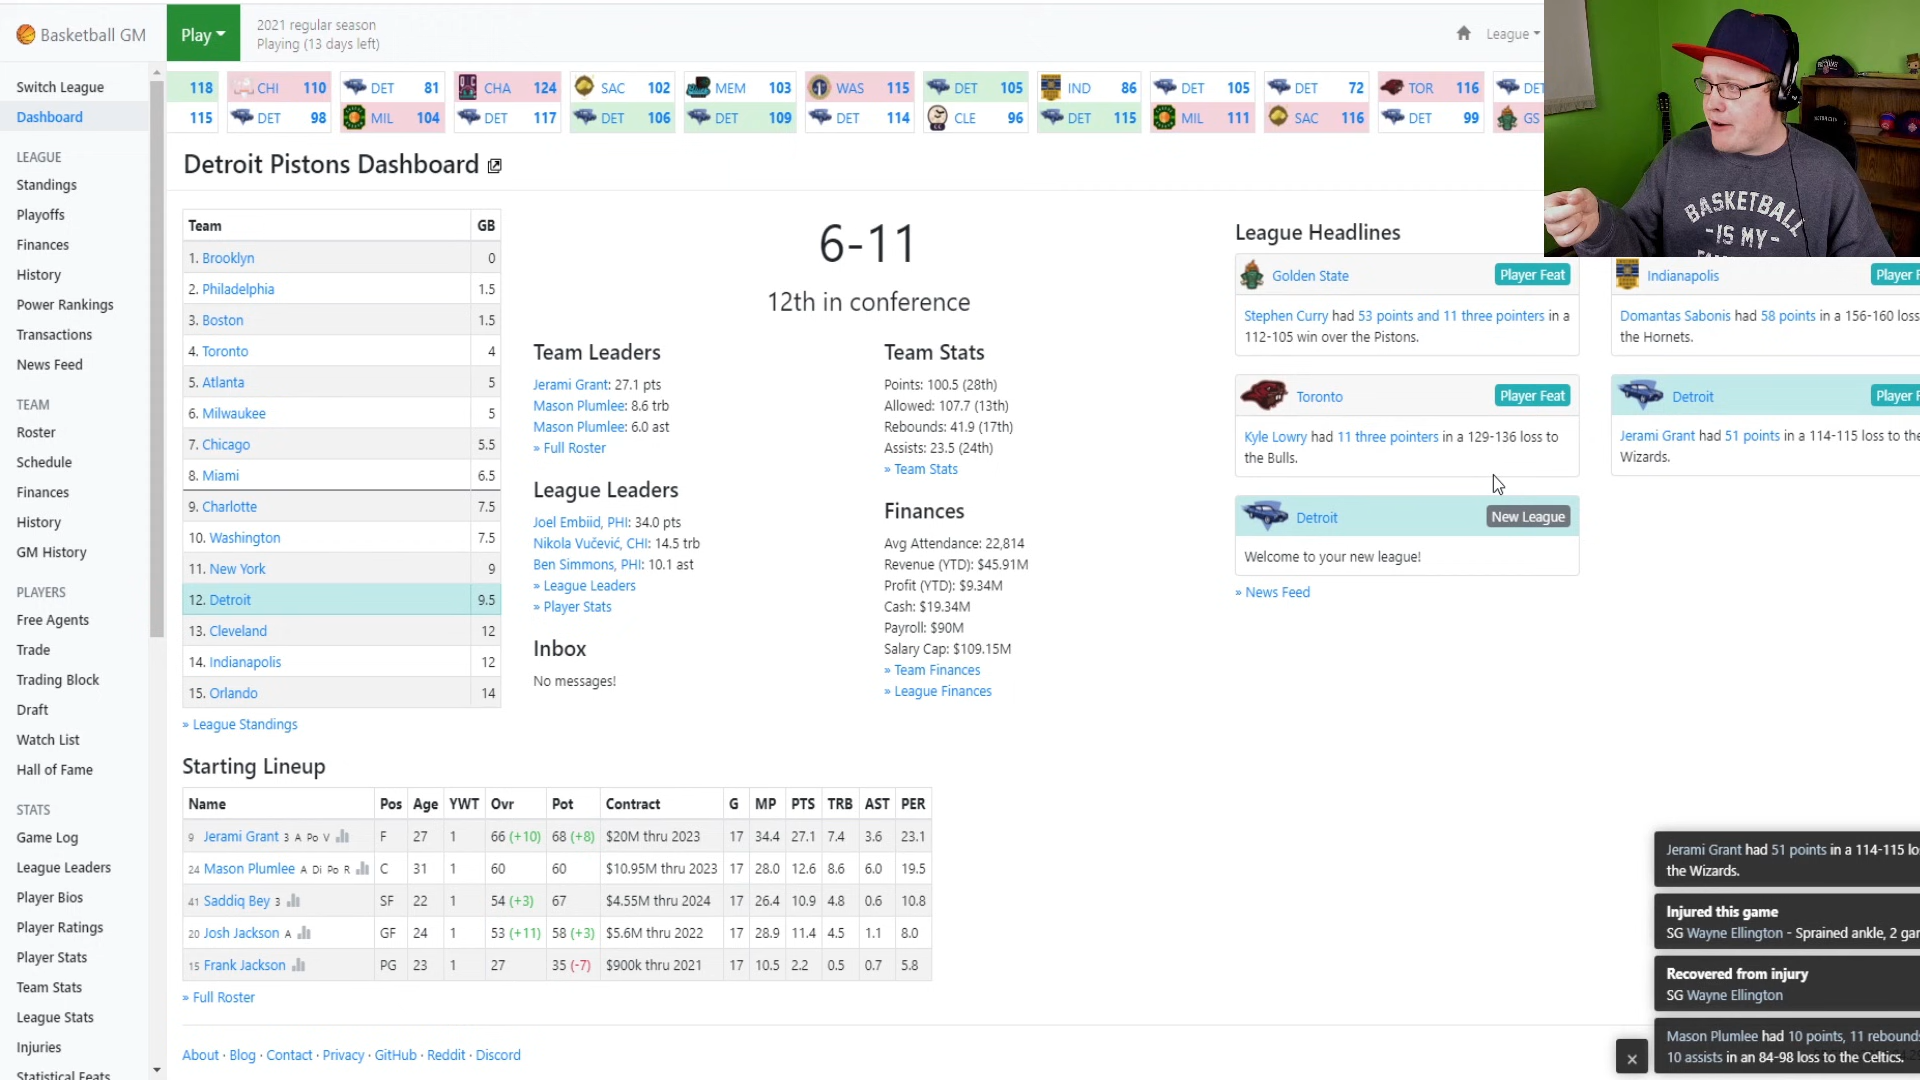 Basketball GM
Play
2021 regular season
Playing (13 days left)
League
118 CHI 110 DET 81 CHA 124 SAC 102 MEM 103 WAS 115 DET 105 IND 86 DET 105 DET 72 TOR 116 DET
115 DET 98 MIL 104 DET 117 DET 106 DET 109 DET 114 CLE 96 DET 115 MIL 111 SAC 116 DET 99 GS
Switch League
Dashboard
LEAGUE
Standings
Playoffs
Finances
History
Power Rankings
Transactions
News Feed
TEAM
Roster
Schedule
Finances
History
GM History
PLAYERS
Free Agents
Trade
Trading Block
Draft
Watch List
Hall of Fame
STATS
Game Log
League Leaders
Player Bios
Player Ratings
Player Stats
Team Stats
League Stats
Injuries
Statistical Feats
Detroit Pistons Dashboard
Team GB
1. Brooklyn 0
2. Philadelphia 1.5
3. Boston 1.5
4. Toronto 4
5. Atlanta 5
6. Milwaukee 5
7. Chicago 5.5
8. Miami 6.5
9. Charlotte 7.5
10. Washington 7.5
11. New York 9
12. Detroit 9.5
13. Cleveland 12
14. Indianapolis 12
15. Orlando 14
» League Standings
6-11
12th in conference
Team Leaders
Jerami Grant: 27.1 pts
Mason Plumlee: 8.6 trb
Mason Plumlee: 6.0 ast
» Full Roster
League Leaders
Joel Embiid, PHI: 34.0 pts
Nikola Vučević, CHI: 14.5 trb
Ben Simmons, PHI: 10.1 ast
» League Leaders
» Player Stats
Inbox
No messages!
Team Stats
Points: 100.5 (28th)
Allowed: 107.7 (13th)
Rebounds: 41.9 (17th)
Assists: 23.5 (24th)
» Team Stats
Finances
Avg Attendance: 22,814
Revenue (YTD): $45.91M
Profit (YTD): $9.34M
Cash: $19.34M
Payroll: $90M
Salary Cap: $109.15M
» Team Finances
» League Finances
League Headlines
Golden State Player Feat
Stephen Curry had 53 points and 11 three pointers in a
112-105 win over the Pistons.
Indianapolis Player F
Domantas Sabonis had 58 points in a 156-160 loss
the Hornets.
Toronto Player Feat
Kyle Lowry had 11 three pointers in a 129-136 loss to
the Bulls.
Detroit Player F
Jerami Grant had 51 points in a 114-115 loss to the
Wizards.
Detroit New League
Welcome to your new league!
» News Feed
Starting Lineup
Name Pos Age YWT Ovr Pot Contract G MP PTS TRB AST PER
9 Jerami Grant 3 A Po V F 27 1 66 (+10) 68 (+8) $20M thru 2023 17 34.4 27.1 7.4 3.6 23.1
24 Mason Plumlee A Di Po R C 31 1 60 60 $10.95M thru 2023 17 28.0 12.6 8.6 6.0 19.5
41 Saddiq Bey 3 SF 22 1 54 (+3) 67 $4.55M thru 2024 17 26.4 10.9 4.8 0.6 10.8
20 Josh Jackson A GF 24 1 53 (+11) 58 (+3) $5.6M thru 2022 17 28.9 11.4 4.5 1.1 8.0
15 Frank Jackson PG 23 1 27 35 (-7) $900k thru 2021 17 10.5 2.2 0.5 0.7 5.8
» Full Roster
About · Blog · Contact · Privacy · GitHub · Reddit · Discord
BASKETBALL
-IS MY-
Jerami Grant had 51 points in a 114-115 lo
the Wizards.
Injured this game
SG Wayne Ellington - Sprained ankle, 2 ga
Recovered from injury
SG Wayne Ellington
Mason Plumlee had 10 points, 11 rebound
10 assists in an 84-98 loss to the Celtics.
×